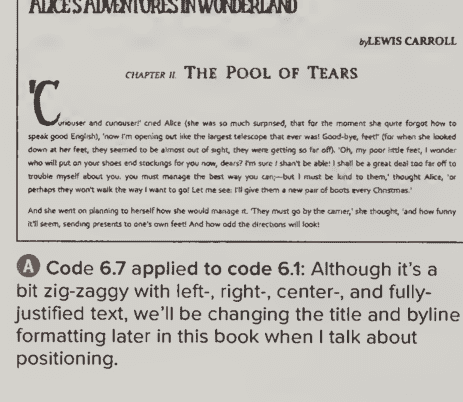 ALICE'S ADVENTURES IN WONDERLAND
by LEWIS CARROLL
CHAPTER II. THE POOL OF TEARS
'Curiouser and curiouser!' cried Alice (she was so much surprised, that for the moment she quite forgot how to
speak good English), 'now I'm opening out like the largest telescope that ever was! Good-bye, feet!' (for when she looked
down at her feet, they seemed to be almost out of sight, they were getting so far off). 'Oh, my poor little feet, I wonder
who will put on your shoes and stockings for you now, dears? I'm sure I shan't be able! I shall be a great deal too far off to
trouble myself about you. you must manage the best way you can;—but I must be kind to them,' thought Alice, 'or
perhaps they won't walk the way I want to go! Let me see: I'll give them a new pair of boots every Christmas.'
And she went on planning to herself how she would manage it. 'They must go by the carrier,' she thought, 'and how funny
it'll seem, sending presents to one's own feet! And how odd the directions will look!
A Code 6.7 applied to code 6.1: Although it's a
bit zig-zaggy with left-, right-, center-, and fully-
justified text, we'll be changing the title and byline
formatting later in this book when I talk about
positioning.